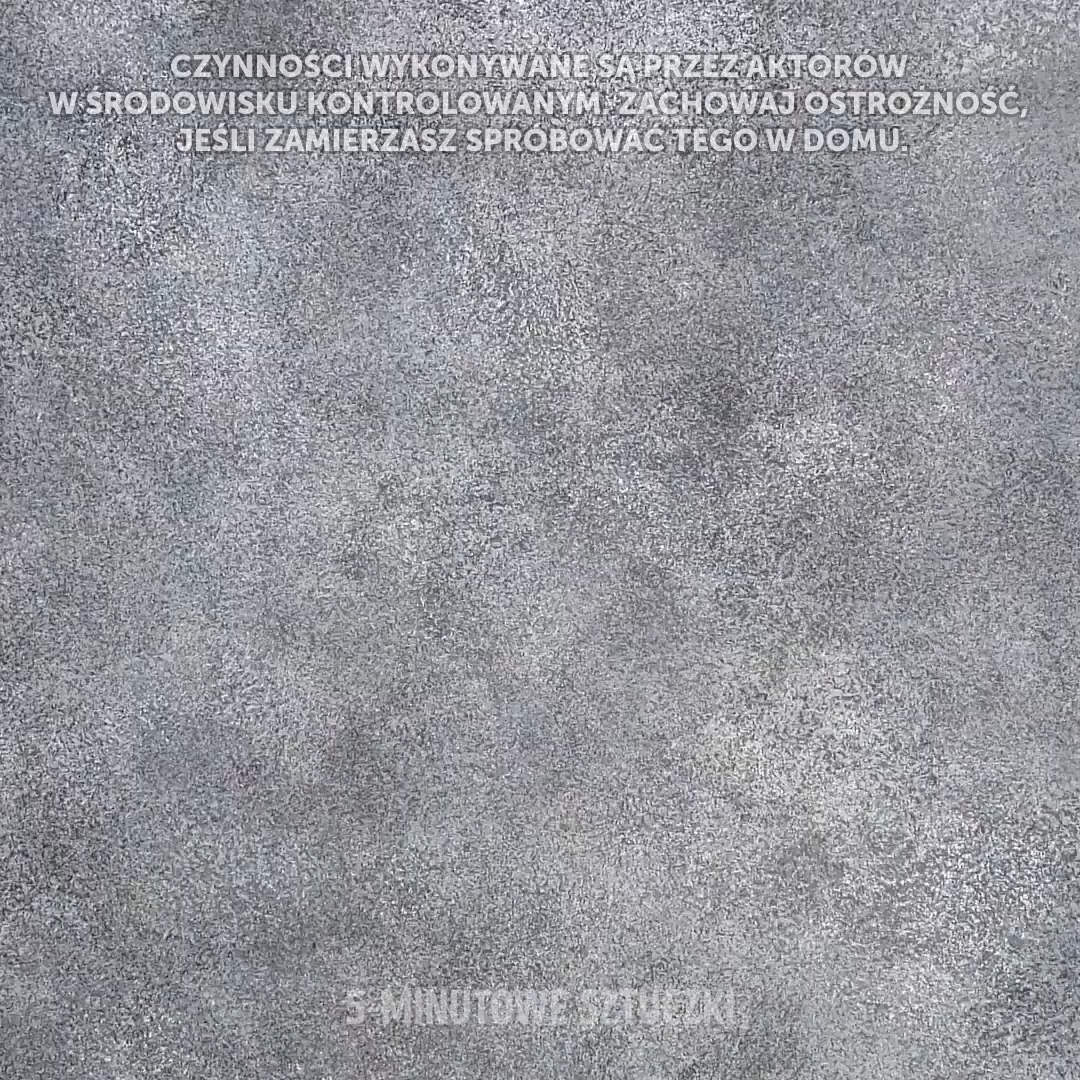 CZYNNOŚCI WYKONYWANE SĄ PRZEZ AKTORÓW
W ŚRODOWISKU KONTROLOWANYM. ZACHOWAJ OSTROŻNOŚĆ,
JEŚLI ZAMIERZASZ SPRÓBOWAĆ TEGO W DOMU.
5-MINUTOWE SZTUCZKI